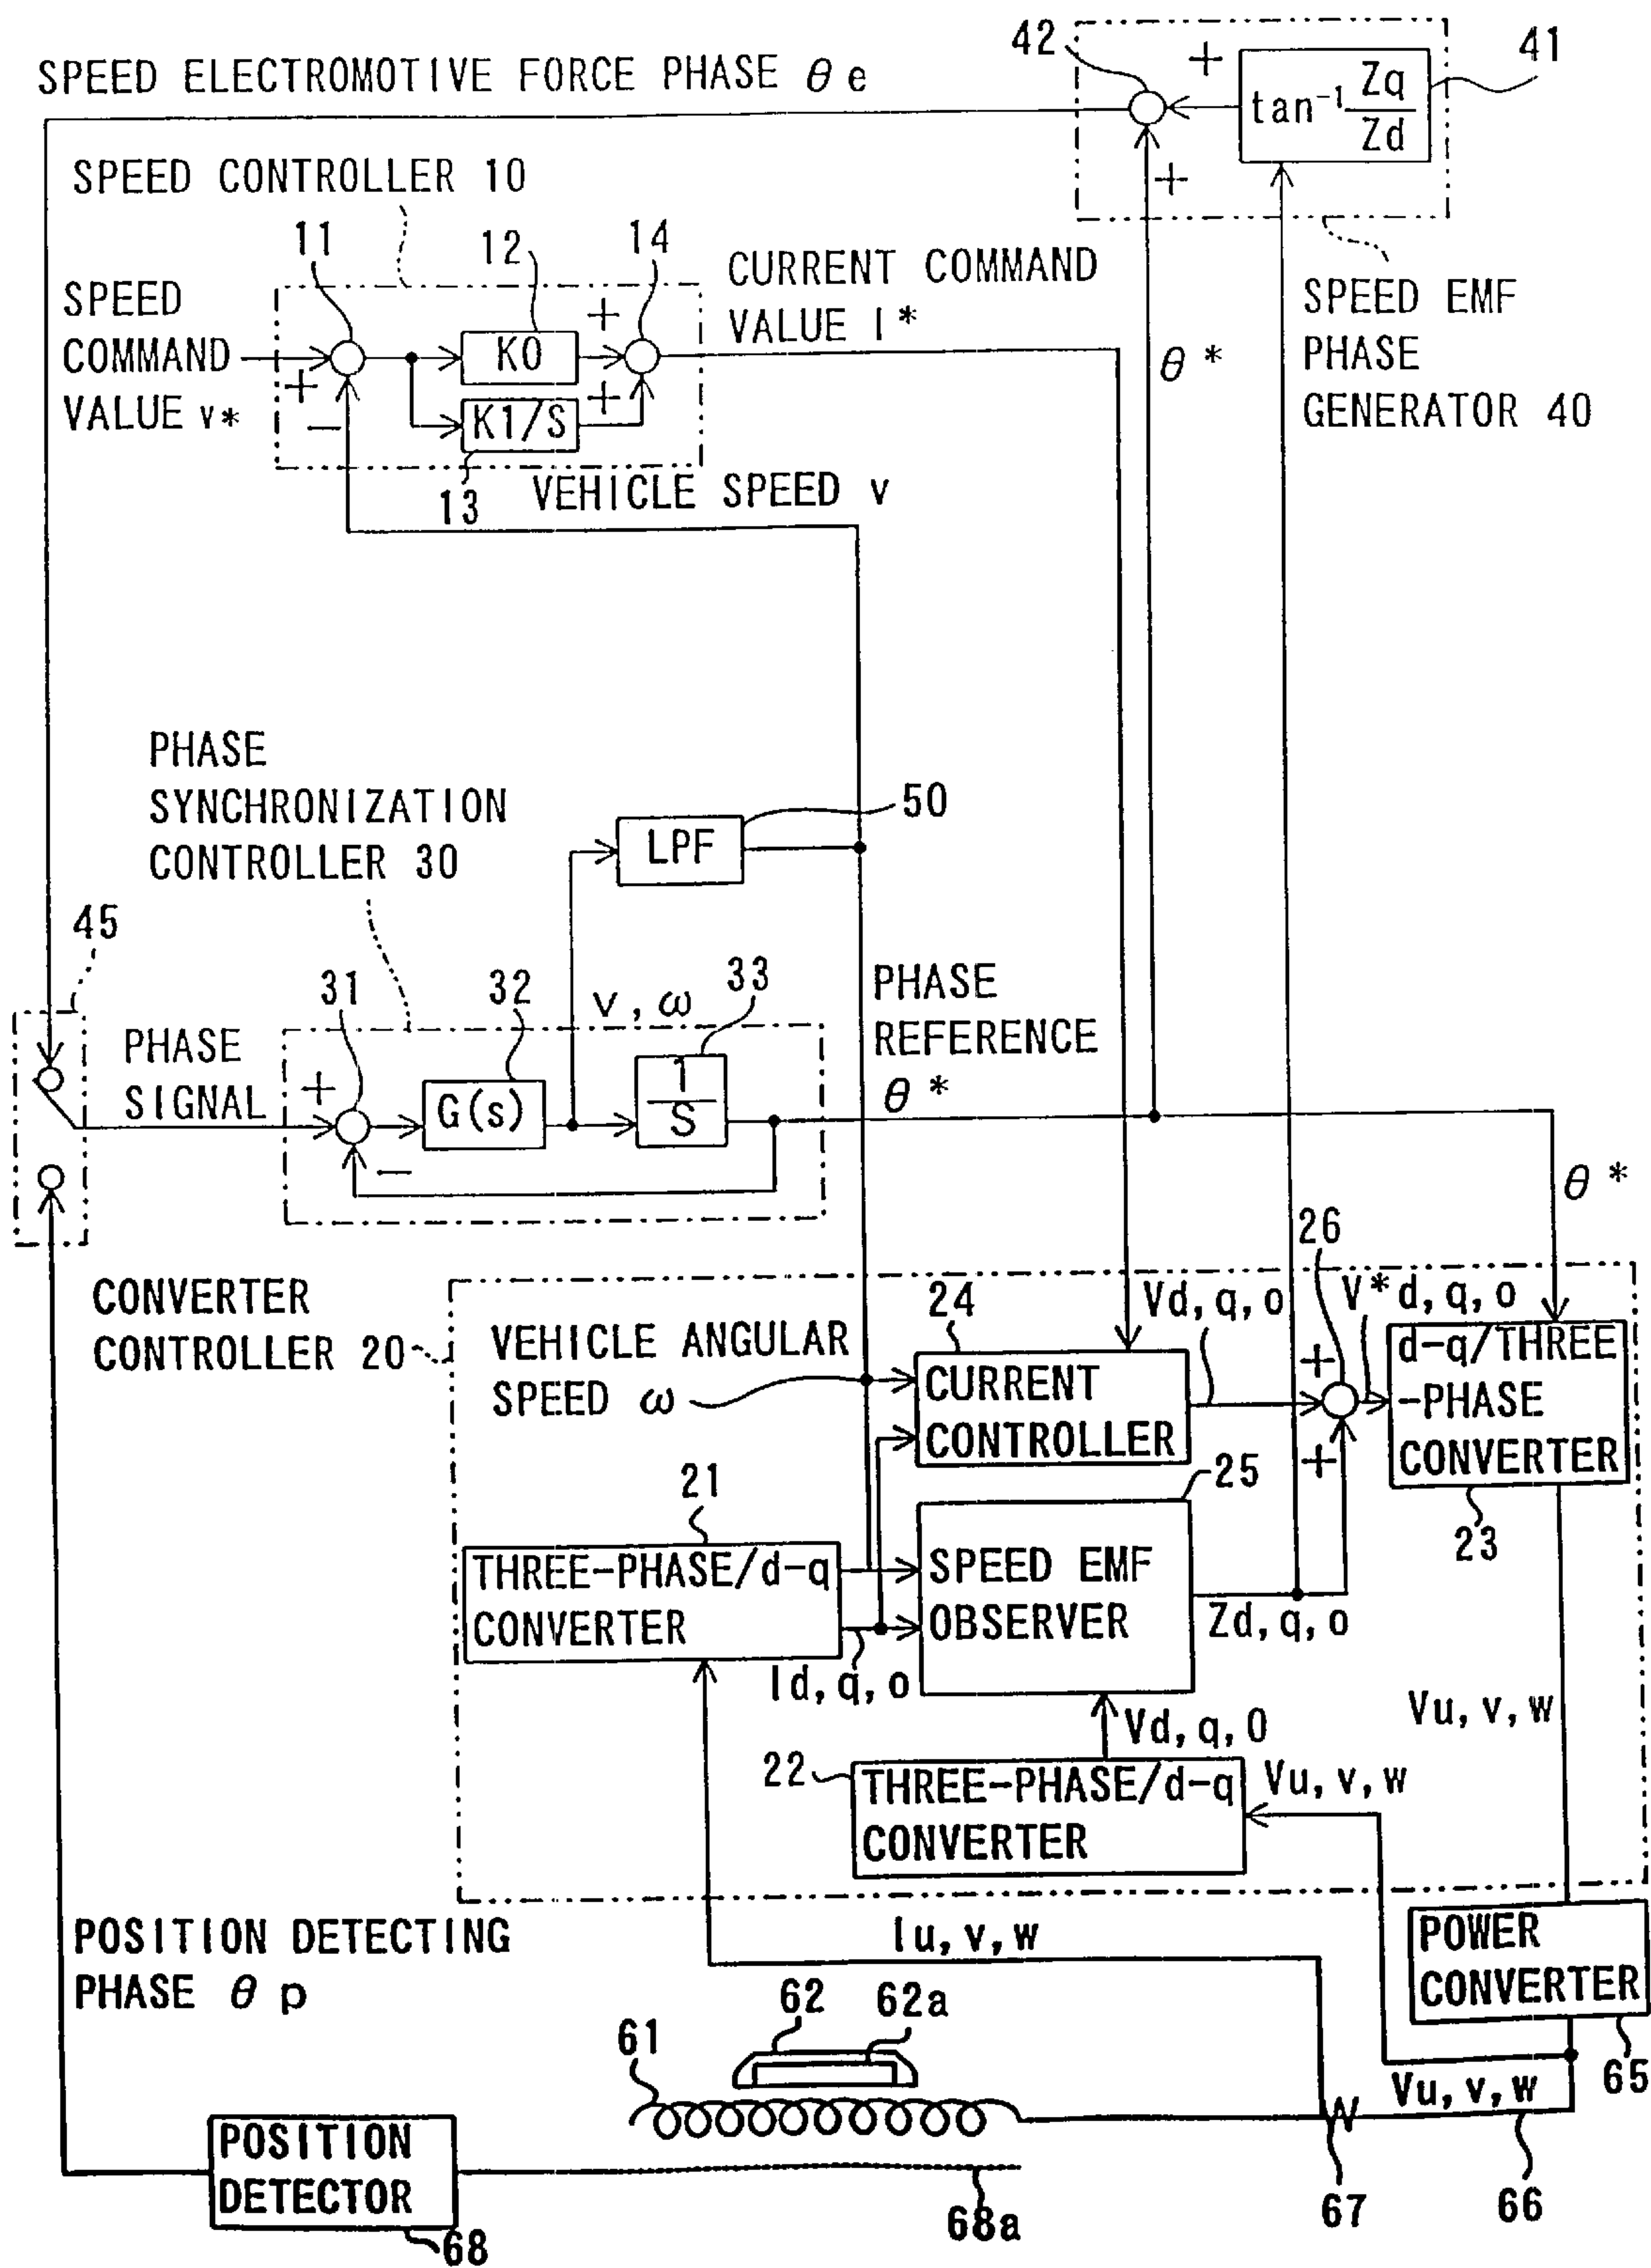 42
41
SPEED ELECTROMOTIVE FORCE PHASE θe
+
tan⁻¹ Zq
Zd
+
SPEED CONTROLLER 10
11
12
14
SPEED
COMMAND
VALUE v*
+
−
K0
K1/S
+
+
13
CURRENT COMMAND
VALUE I*
θ*
SPEED EMF
PHASE
GENERATOR 40
VEHICLE SPEED v
PHASE
SYNCHRONIZATION
CONTROLLER 30
LPF
50
45
31
32
v, ω
33
PHASE
REFERENCE
θ*
PHASE
SIGNAL
+
−
G(s)
1
S
θ*
26
CONVERTER
CONTROLLER 20
24
Vd, q, o
V*d, q, o
VEHICLE ANGULAR
SPEED ω
CURRENT
CONTROLLER
+
+
d-q/THREE
-PHASE
CONVERTER
23
21
25
THREE-PHASE/d-q
CONVERTER
SPEED EMF
OBSERVER
Zd, q, o
Id, q, o
Vd, q, 0
Vu, v, w
22
THREE-PHASE/d-q
CONVERTER
Vu, v, w
POSITION DETECTING
PHASE θp
Iu, v, w
POWER
CONVERTER
65
62
62a
61
Vu, v, w
POSITION
DETECTOR
68
68a
67
66